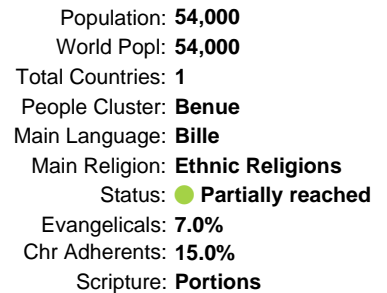 Population: 54,000
World Popl: 54,000
Total Countries: 1
People Cluster: Benue
Main Language: Bille
Main Religion: Ethnic Religions
Status: Partially reached
Evangelicals: 7.0%
Chr Adherents: 15.0%
Scripture: Portions